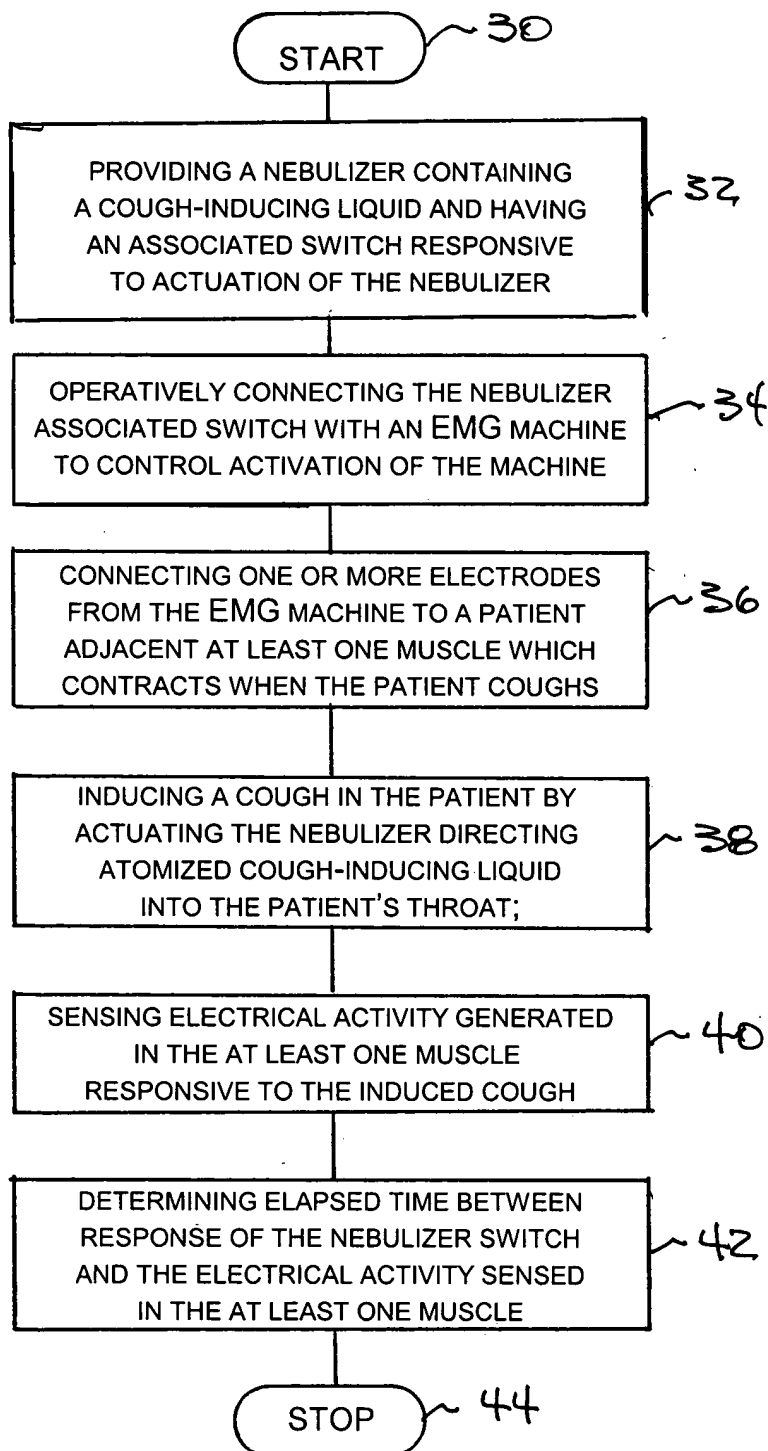 START
30
PROVIDING A NEBULIZER CONTAINING
A COUGH-INDUCING LIQUID AND HAVING
AN ASSOCIATED SWITCH RESPONSIVE
TO ACTUATION OF THE NEBULIZER
32
OPERATIVELY CONNECTING THE NEBULIZER
ASSOCIATED SWITCH WITH AN EMG MACHINE
TO CONTROL ACTIVATION OF THE MACHINE
34
CONNECTING ONE OR MORE ELECTRODES
FROM THE EMG MACHINE TO A PATIENT
ADJACENT AT LEAST ONE MUSCLE WHICH
CONTRACTS WHEN THE PATIENT COUGHS
36
INDUCING A COUGH IN THE PATIENT BY
ACTUATING THE NEBULIZER DIRECTING
ATOMIZED COUGH-INDUCING LIQUID
INTO THE PATIENT'S THROAT;
38
SENSING ELECTRICAL ACTIVITY GENERATED
IN THE AT LEAST ONE MUSCLE
RESPONSIVE TO THE INDUCED COUGH
40
DETERMINING ELAPSED TIME BETWEEN
RESPONSE OF THE NEBULIZER SWITCH
AND THE ELECTRICAL ACTIVITY SENSED
IN THE AT LEAST ONE MUSCLE
42
STOP
44